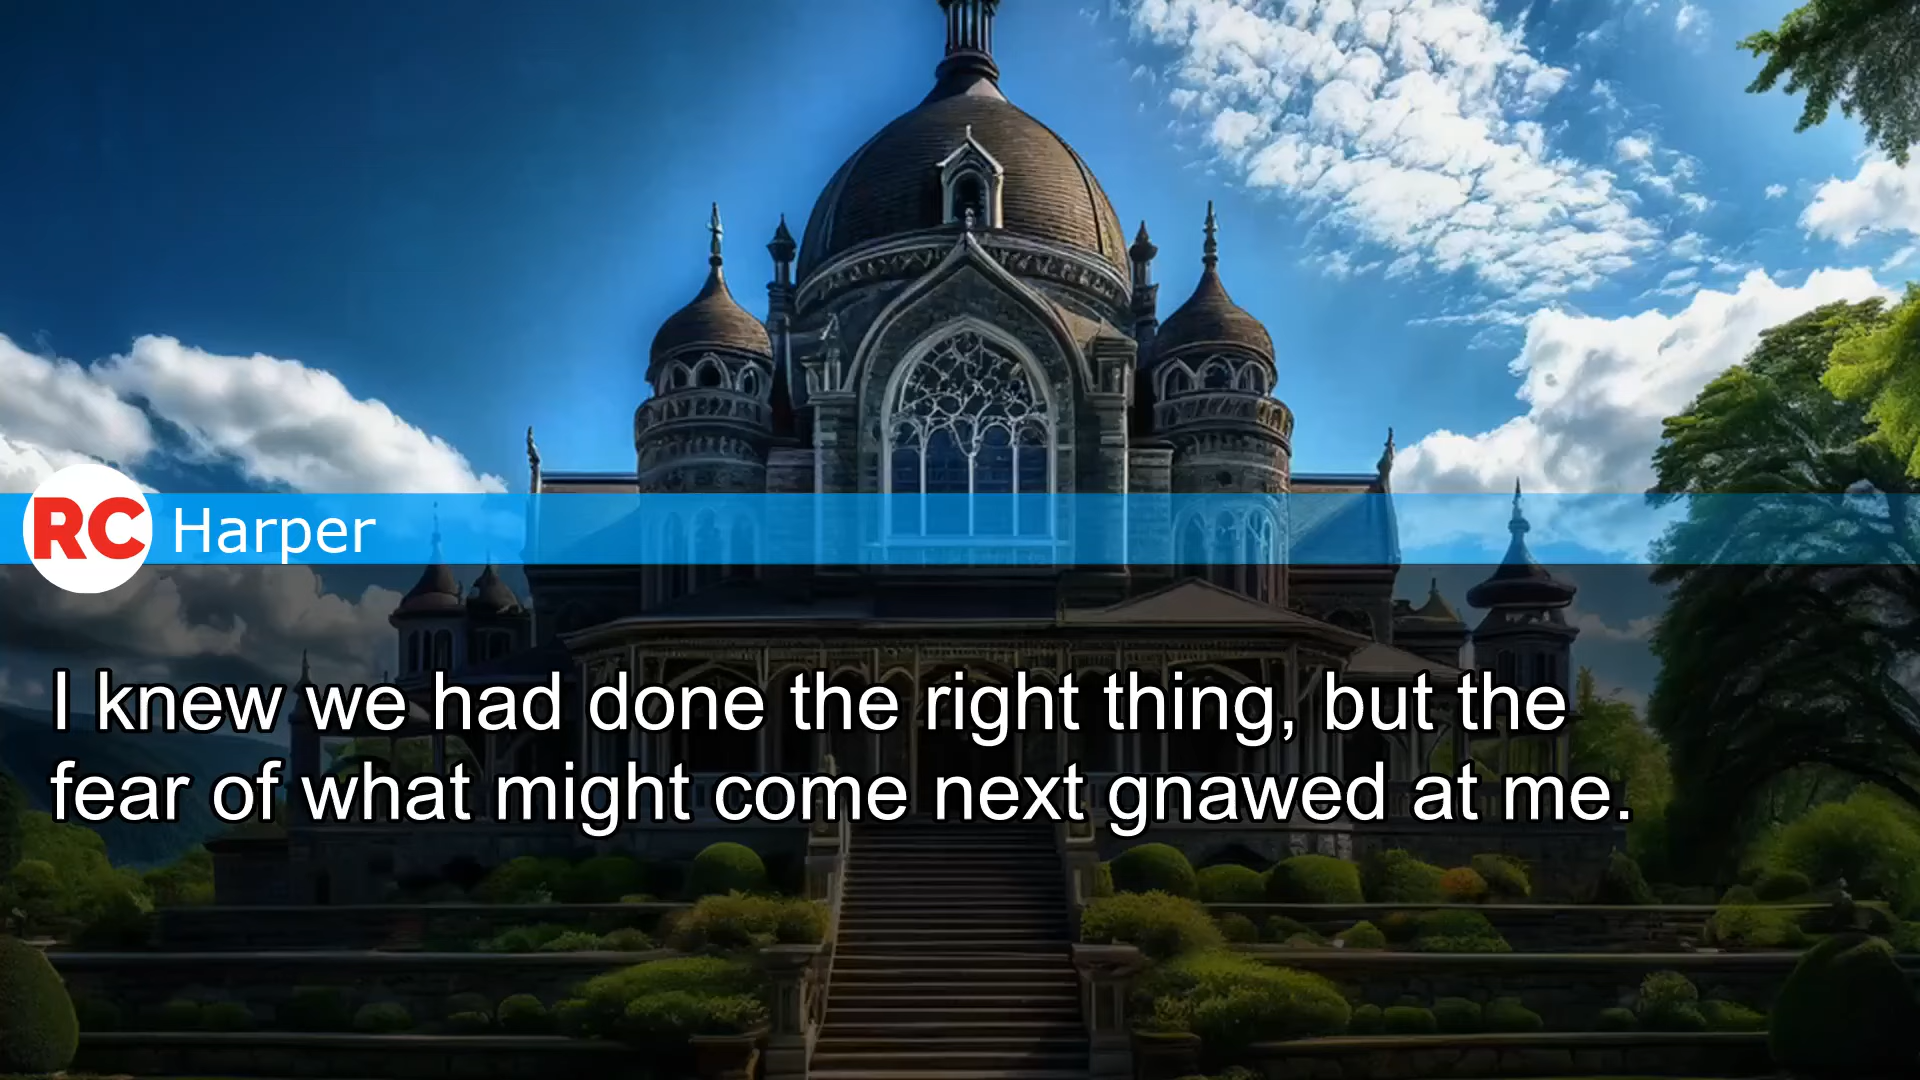 RC Harper
I knew we had done the right thing, but the
fear of what might come next gnawed at me.